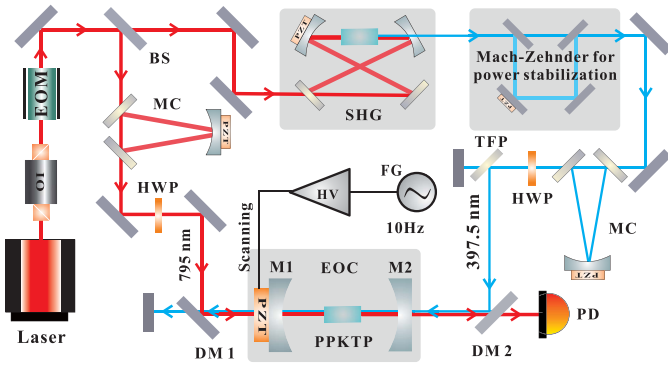 BS
PZT
SHG
Mach-Zehnder for
power stabilization
PZT
EOM
MC
PZT
OI
TFP
HWP
FG
HV
10Hz
HWP
MC
PZT
795 nm
Scanning
397.5 nm
Laser
M1
EOC
M2
PZT
PPKTP
PD
DM 1
DM 2